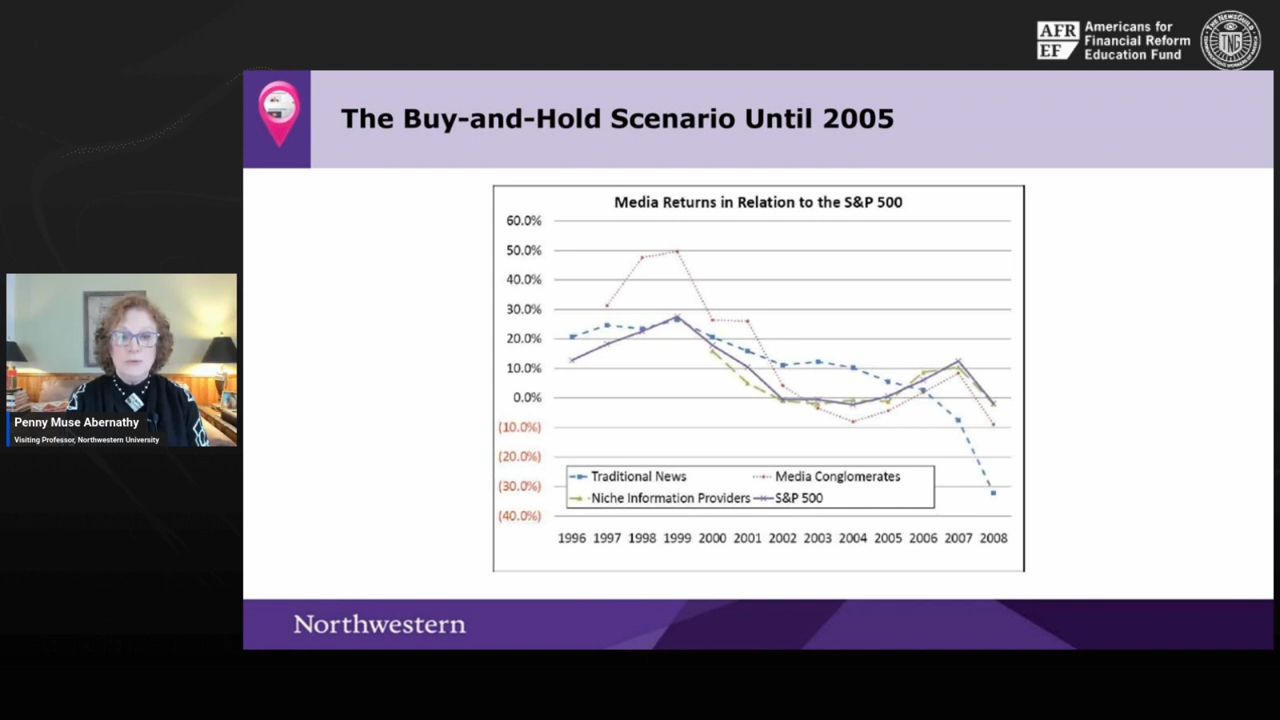 AFR
EF
Americans for
Financial Reform
Education Fund
THE NEWSGUILD
TNG
The Buy-and-Hold Scenario Until 2005
Media Returns in Relation to the S&P 500
60.0%
50.0%
40.0%
30.0%
20.0%
10.0%
0.0%
(10.0%)
(20.0%)
(30.0%)
(40.0%)
Traditional News
Media Conglomerates
Niche Information Providers
S&P 500
1996 1997 1998 1999 2000 2001 2002 2003 2004 2005 2006 2007 2008
Penny Muse Abernathy
Visiting Professor, Northwestern University
Northwestern